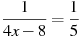 1/(4x − 8) = 1/5